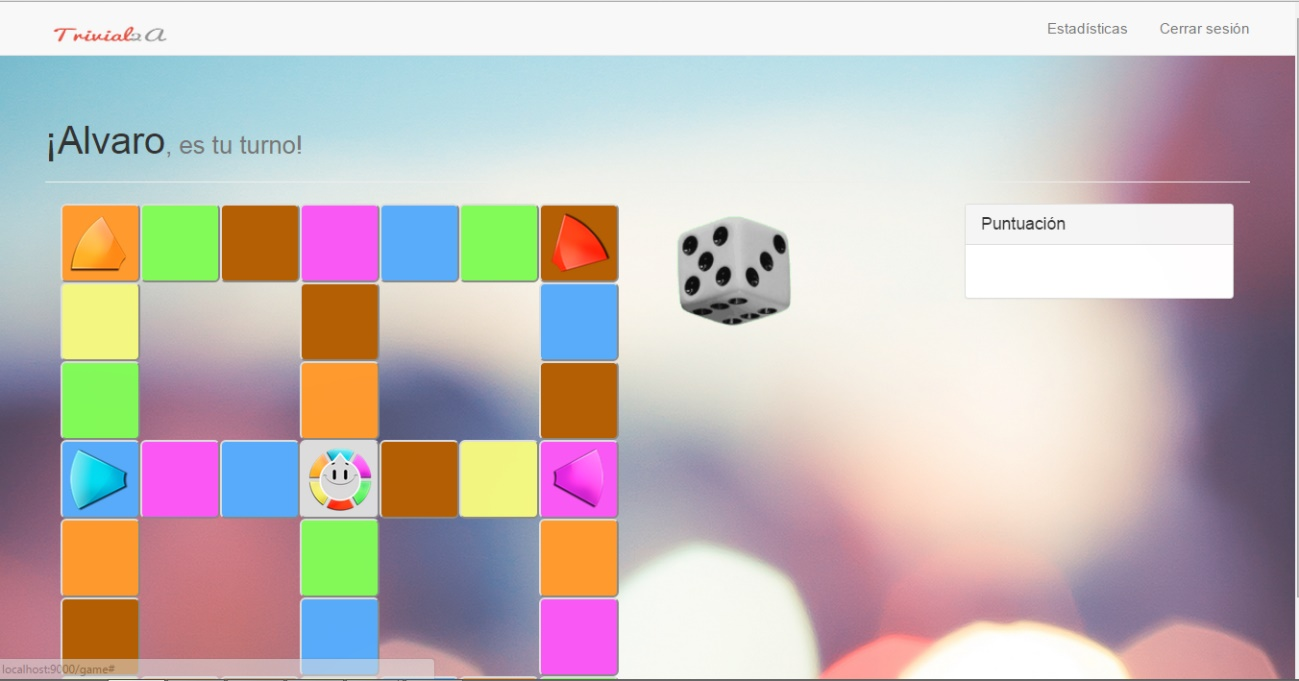 Trivial2A
Estadísticas
Cerrar sesión
¡Alvaro, es tu turno!
Puntuación
localhost:9000/game#